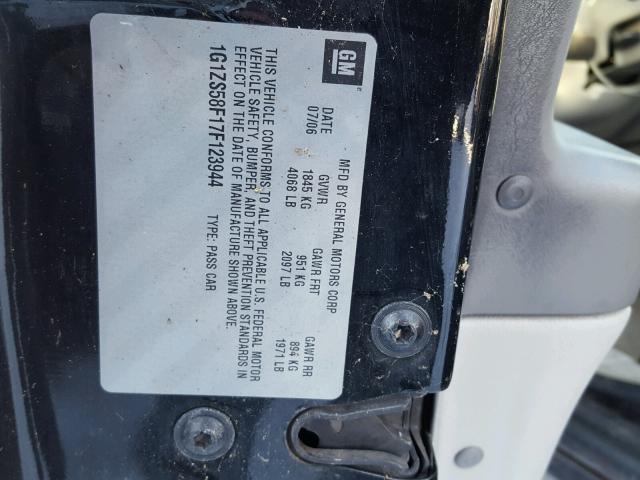 GM
MFD BY GENERAL MOTORS CORP
DATE GVWR GAWR FRT GAWR RR
07/06 1845 KG 951 KG 894 KG
4068 LB 2097 LB 1971 LB
THIS VEHICLE CONFORMS TO ALL APPLICABLE U.S. FEDERAL MOTOR
VEHICLE SAFETY, BUMPER, AND THEFT PREVENTION STANDARDS IN
EFFECT ON THE DATE OF MANUFACTURE SHOWN ABOVE.
1G1ZS58F17F123944 TYPE: PASS CAR